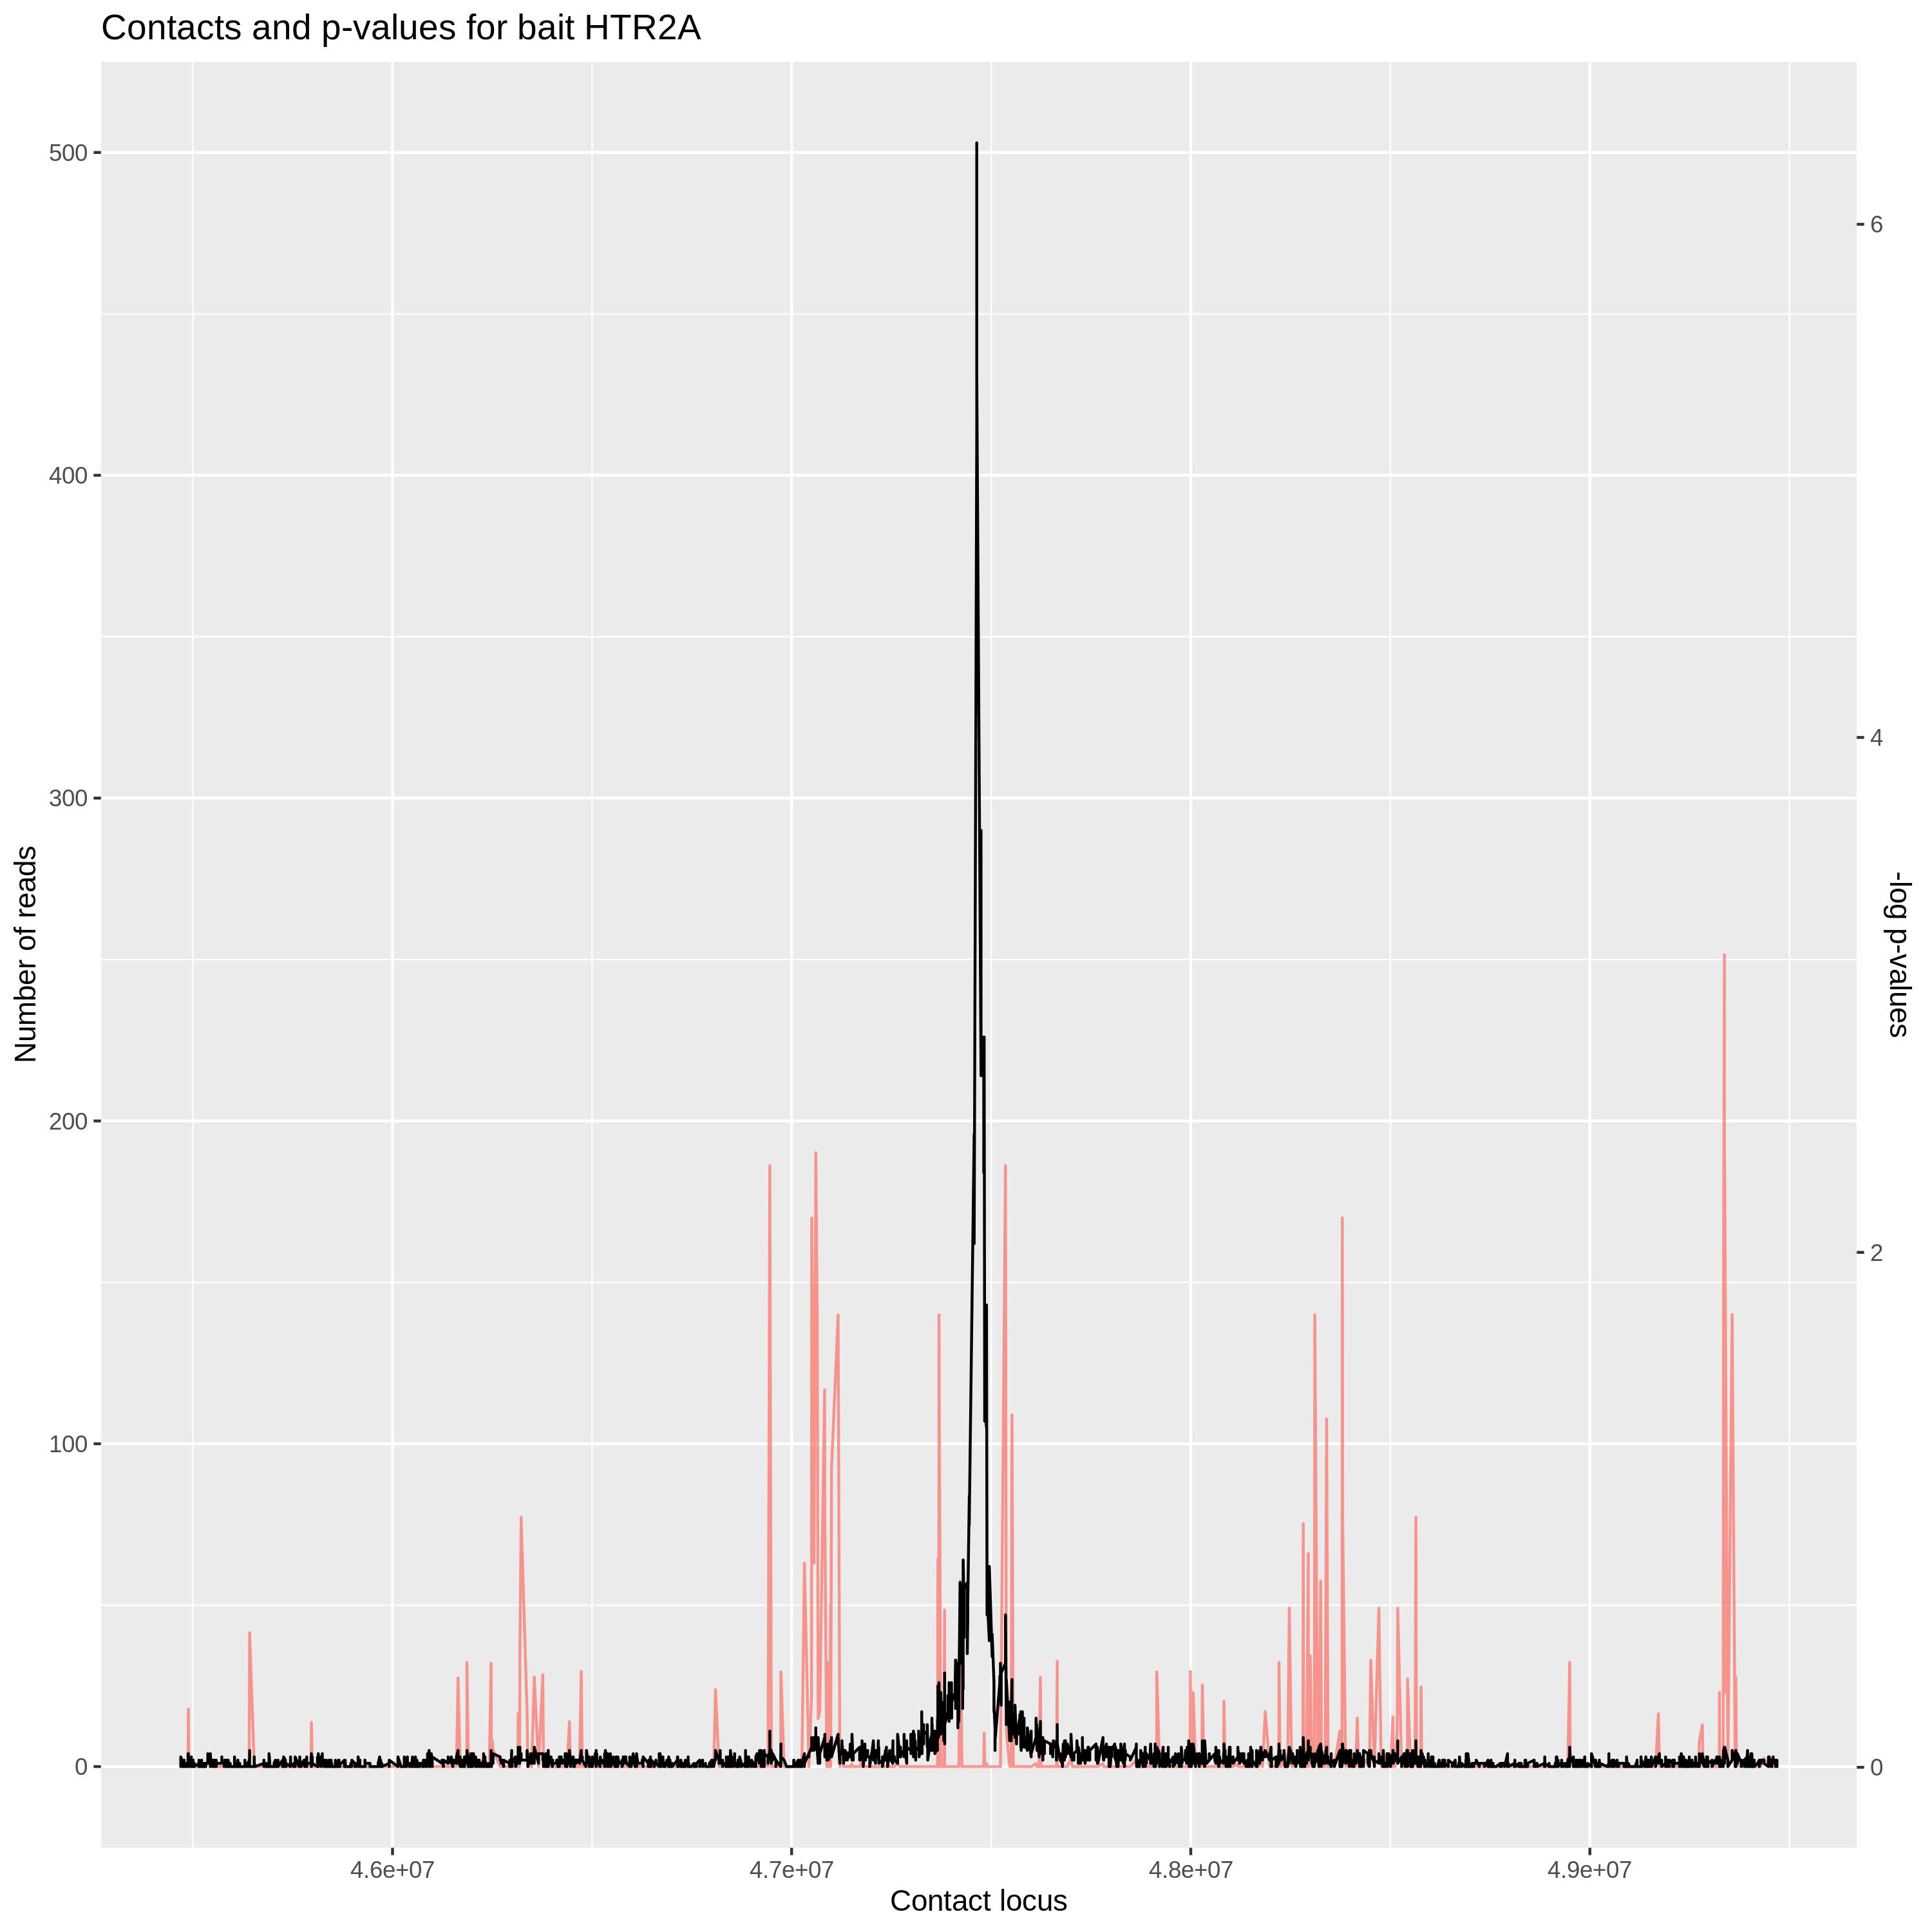 Contacts and p-values for bait HTR2A
Number of reads
500
400
300
200
100
0
6
4
2
0
-log p-values
4.6e+07
4.7e+07
4.8e+07
4.9e+07
Contact locus